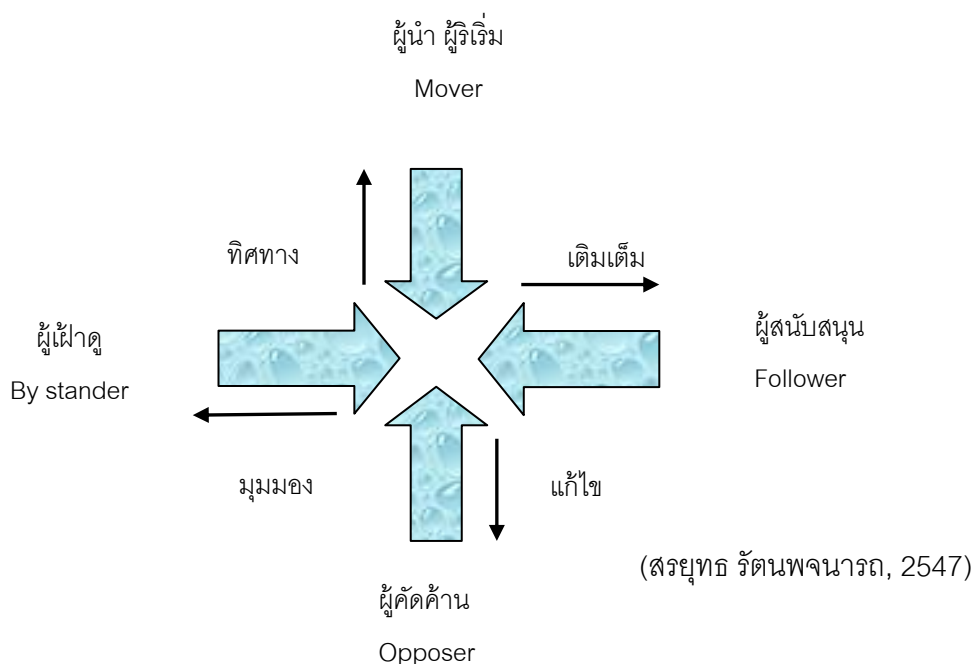 ผู้นำ ผู้ริเริ่ม
Mover
ทิศทาง
เติมเต็ม
ผู้เฝ้าดู
By stander
ผู้สนับสนุน
Follower
มุมมอง
แก้ไข
(สรยุทธ รัตนพจนารถ, 2547)
ผู้คัดค้าน
Opposer